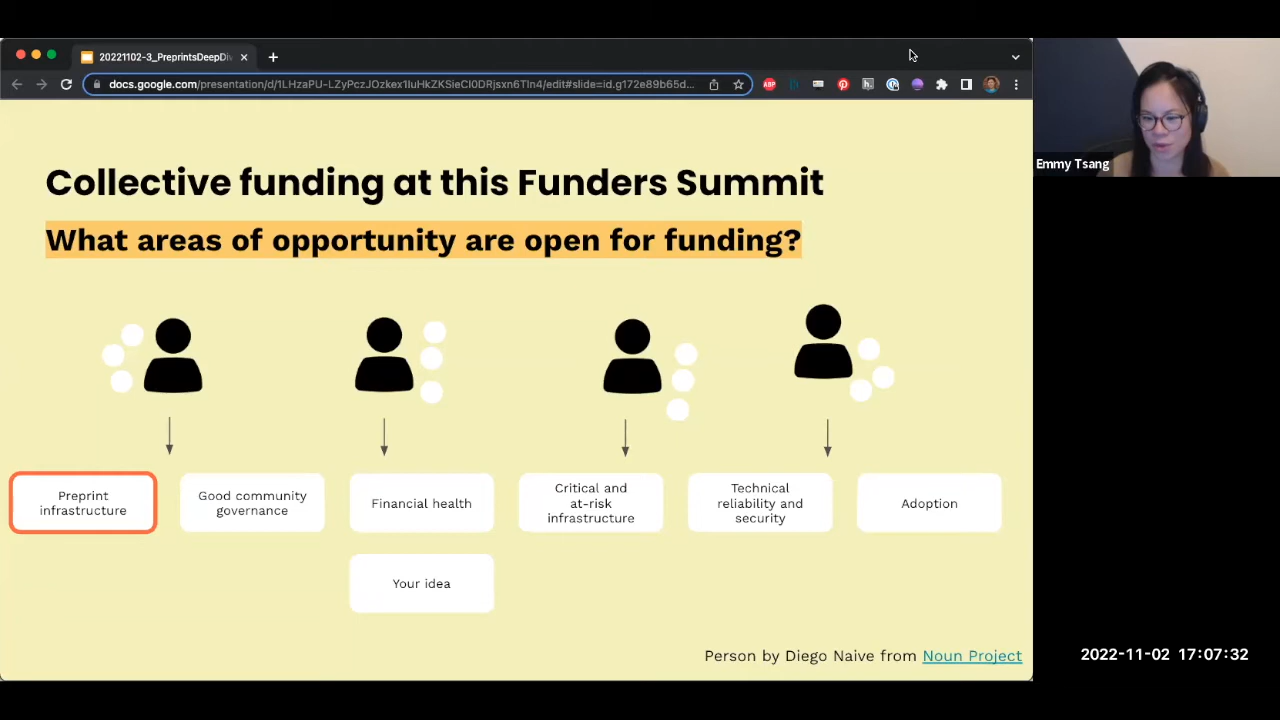 20221102-3_PreprintsDeepDiv
docs.google.com/presentation/d/1LHzaPU-LZyPczJOzkex1IuHkZKSieCI0DRjsxn6TIn4/edit#slide=id.g172e89b65d...
ABP
Emmy Tsang
Collective funding at this Funders Summit
What areas of opportunity are open for funding?
Preprint
infrastructure
Good community
governance
Financial health
Critical and
at-risk
infrastructure
Technical
reliability and
security
Adoption
Your idea
Person by Diego Naive from Noun Project
2022-11-02 17:07:32